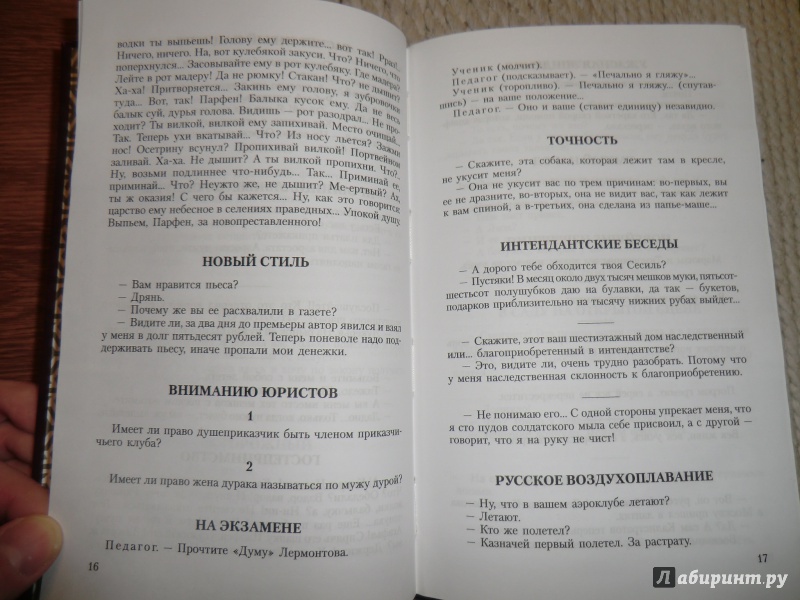 водки ты выпьешь! Голову ему держите... вот так! Рраз!
Ничего, ничего. На, вот кулебякой закуси. Что? Ничего, что
поперхнулся... Засовывайте ему в рот кулебяку. Где мадера?
Лейте в рот мадеру! Да не рюмку! Стакан! Что? не дышит?
Ха-ха! Притворяется... Закинь ему голову, я зубровочки
туда... Вот, так! Парфен! Балыка кусок ему. Да не весь
балык суй, дурья голова. Видишь — рот разодрал... Не про-
ходит? Ты вилкой, вилкой ему запихивай. Место очищай...
Так. Теперь ухи вкатывай... Что? Из носу льется? Зажми
нос! Осетрину всунул? Пропихивай вилкой! Портвейном
заливай. Ха-ха. Не дышит? А ты вилкой пропихни. Что?..
Ну, возьми подлиннее что-нибудь... Так... Приминай ее,
приминай... Что? Неужто же, не дышит? Ме-ертвый? Ах,
ты ж оказия! С чего бы кажется... Ну, как это говорится:
царство ему небесное в селениях праведных... Упокой душу.
Выпьем, Парфен, за новопреставленного!
НОВЫЙ СТИЛЬ
— Вам нравится пьеса?
— Дрянь.
— Почему же вы ее расхвалили в газете?
— Видите ли, за два дня до премьеры автор явился и взял
у меня в долг пятьдесят рублей. Теперь поневоле надо под-
держивать пьесу, иначе пропали мои денежки.
ВНИМАНИЮ ЮРИСТОВ
1
Имеет ли право душеприказчик быть членом приказчи-
чьего клуба?
2
Имеет ли право жена дурака называться по мужу дурой?
НА ЭКЗАМЕНЕ
Педагог. — Прочтите «Думу» Лермонтова.
16
Ученик (молчит).
Педагог (подсказывает). — «Печально я гляжу»...
Ученик (торопливо). — Печально я гляжу... (спутав-
шись) — на ваше положение...
Педагог. — Оно и ваше (ставит единицу) незавидно.
ТОЧНОСТЬ
— Скажите, эта собака, которая лежит там в кресле,
не укусит меня?
— Она не укусит вас по трем причинам: во-первых, вы
ее не дразните, во-вторых, она не видит вас, так как лежит
к вам спиной, а в-третьих, она сделана из папье-маше...
ИНТЕНДАНТСКИЕ БЕСЕДЫ
— А дорого тебе обходится твоя Сесиль?
— Пустяки! В месяц около двух тысяч мешков муки, пятьсот-
шестьсот полушубков даю на булавки, да так — букетов,
подарков приблизительно на тысячу нижних рубах выйдет...
— Скажите, этот ваш шестиэтажный дом наследственный
или... благоприобретенный в интендантстве?
— Это, видите ли, очень трудно разобрать. Потому что
у меня наследственная склонность к благоприобретению.
— Не понимаю его... С одной стороны упрекает меня, что
я сто пудов солдатского мыла себе присвоил, а с другой —
говорит, что я на руку не чист!
РУССКОЕ ВОЗДУХОПЛАВАНИЕ
— Ну, что в вашем аэроклубе летают?
— Летают.
— Кто же полетел?
— Казначей первый полетел. За растрату.
17
Лабиринт.ру